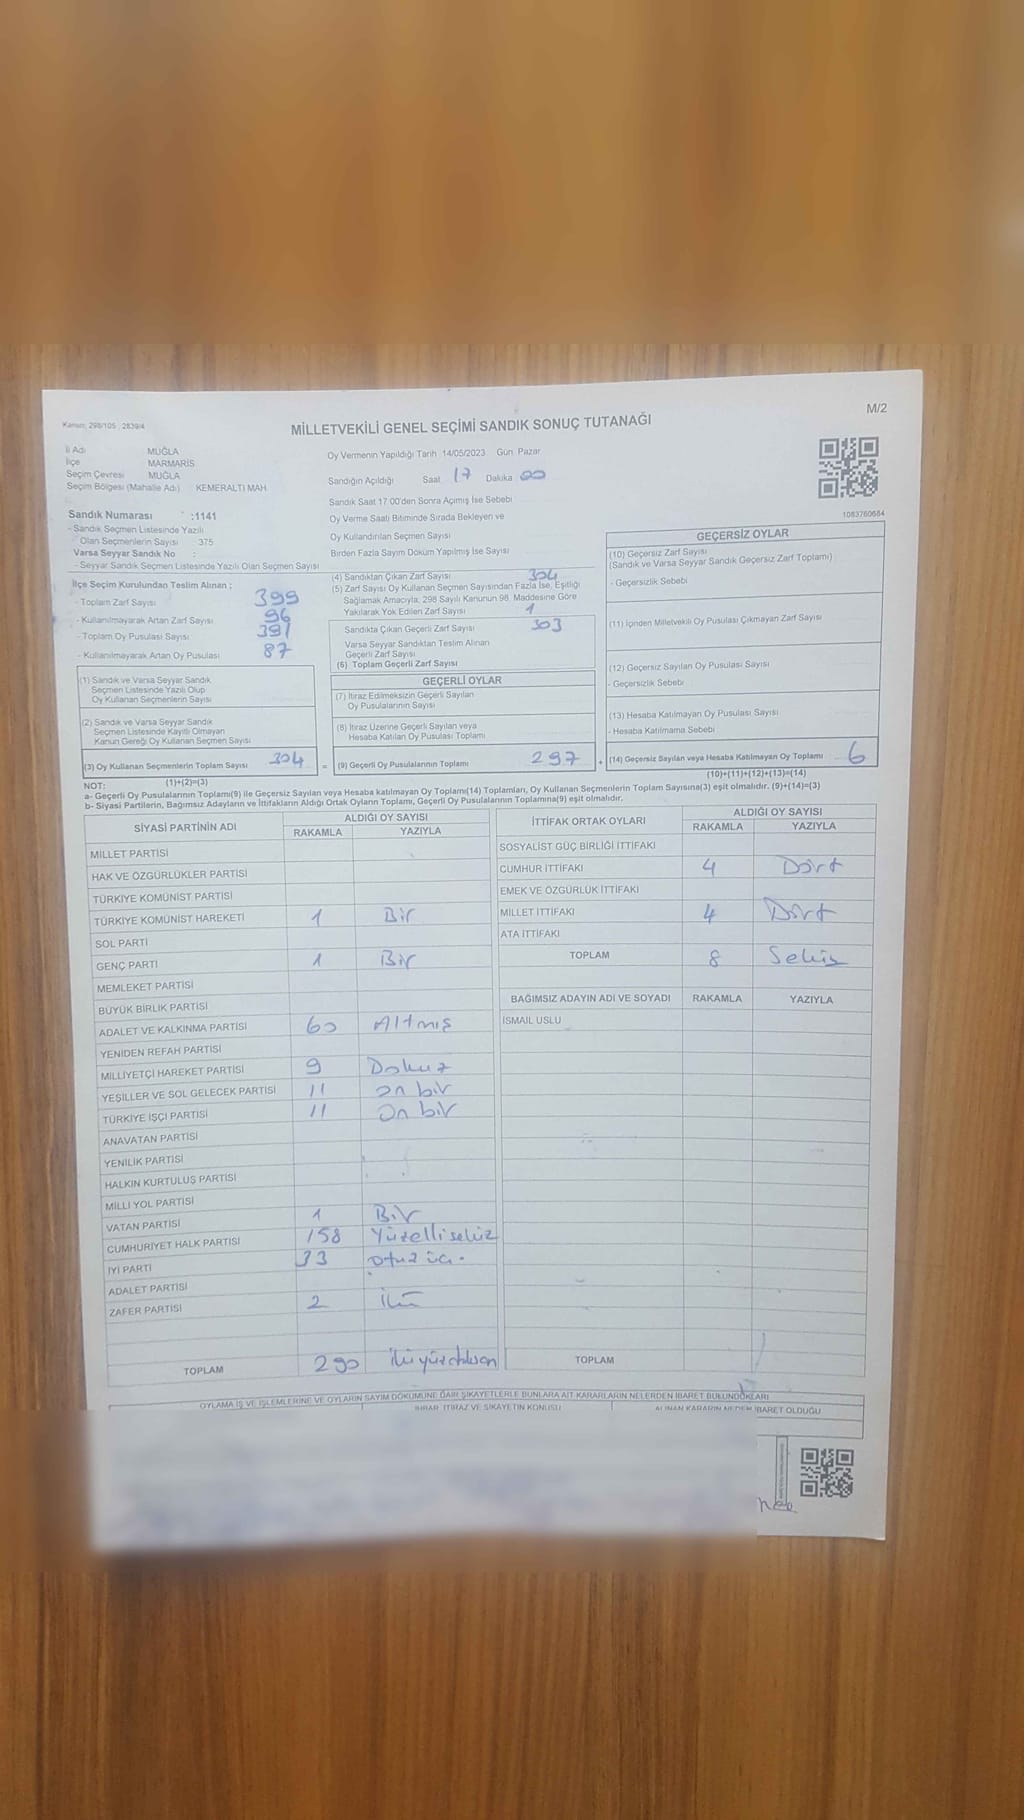 M/2
Kanun; 298/105 , 2839/4
MİLLETVEKİLİ GENEL SEÇİMİ SANDIK SONUÇ TUTANAĞI
İl Adı MUĞLA
İlçe MARMARİS
Seçim Çevresi MUĞLA
Seçim Bölgesi (Mahalle Adı) KEMERALTI MAH.
Oy Vermenin Yapıldığı Tarih 14/05/2023 Gün Pazar
Sandığın Açıldığı Saat 17 Dakika 00
Sandık Saat 17:00'den Sonra Açımış İse Sebebi
Oy Verme Saati Bitiminde Sırada Bekleyen ve
Oy Kullandırılan Seçmen Sayısı
Birden Fazla Sayım Döküm Yapılmış İse Sayısı
1083760684
Sandık Numarası :1141
- Sandık Seçmen Listesinde Yazılı
Olan Seçmenlerin Sayısı 375
Varsa Seyyar Sandık No :
- Seyyar Sandık Seçmen Listesinde Yazılı Olan Seçmen Sayısı
İlçe Seçim Kurulundan Teslim Alınan ;
- Toplam Zarf Sayısı 399
- Kullanılmayarak Artan Zarf Sayısı 96
- Toplam Oy Pusulası Sayısı 391
- Kullanılmayarak Artan Oy Pusulası 87
(1) Sandık ve Varsa Seyyar Sandık
Seçmen Listesinde Yazılı Olup
Oy Kullanan Seçmenlerin Sayısı
(2) Sandık ve Varsa Seyyar Sandık
Seçmen Listesinde Kayıtlı Olmayan
Kanun Gereği Oy Kullanan Seçmen Sayısı
(3) Oy Kullanan Seçmenlerin Toplam Sayısı 304
(1)+(2)=(3)
(4) Sandıktan Çıkan Zarf Sayısı 304
(5) Zarf Sayısı Oy Kullanan Seçmen Sayısından Fazla İse, Eşitliği
Sağlamak Amacıyla, 298 Sayılı Kanunun 98. Maddesine Göre
Yakılarak Yok Edilen Zarf Sayısı 1
Sandıkta Çıkan Geçerli Zarf Sayısı 303
Varsa Seyyar Sandıktan Teslim Alınan
Geçerli Zarf Sayısı
(6) Toplam Geçerli Zarf Sayısı
GEÇERLİ OYLAR
(7) İtiraz Edilmeksizin Geçerli Sayılan
Oy Pusulalarının Sayısı
(8) İtiraz Üzerine Geçerli Sayılan veya
Hesaba Katılan Oy Pusulası Toplamı
= (9) Geçerli Oy Pusulalarının Toplamı 297
GEÇERSİZ OYLAR
(10) Geçersiz Zarf Sayısı
(Sandık ve Varsa Seyyar Sandık Geçersiz Zarf Toplamı)
- Geçersizlik Sebebi
(11) İçinden Milletvekili Oy Pusulası Çıkmayan Zarf Sayısı
(12) Geçersiz Sayılan Oy Pusulası Sayısı
- Geçersizlik Sebebi
(13) Hesaba Katılmayan Oy Pusulası Sayısı
- Hesaba Katılmama Sebebi
+ (14) Geçersiz Sayılan veya Hesaba Katılmayan Oy Toplamı 6
(10)+(11)+(12)+(13)=(14)
NOT:
a- Geçerli Oy Pusulalarının Toplamı(9) ile Geçersiz Sayılan veya Hesaba katılmayan Oy Toplamı(14) Toplamları, Oy Kullanan Seçmenlerin Toplam Sayısına(3) eşit olmalıdır. (9)+(14)=(3)
b- Siyasi Partilerin, Bağımsız Adayların ve İttifakların Aldığı Ortak Oyların Toplamı, Geçerli Oy Pusulalarının Toplamına(9) eşit olmalıdır.
SİYASİ PARTİNİN ADI ALDIĞI OY SAYISI
RAKAMLA YAZIYLA
MİLLET PARTİSİ
HAK VE ÖZGÜRLÜKLER PARTİSİ
TÜRKİYE KOMÜNİST PARTİSİ
TÜRKİYE KOMÜNİST HAREKETİ 1 Bir
SOL PARTİ
GENÇ PARTİ 1 Bir
MEMLEKET PARTİSİ
BÜYÜK BİRLİK PARTİSİ
ADALET VE KALKINMA PARTİSİ 60 Altmış
YENİDEN REFAH PARTİSİ
MİLLİYETÇİ HAREKET PARTİSİ 9 Dokuz
YEŞİLLER VE SOL GELECEK PARTİSİ 11 on bir
TÜRKİYE İŞÇİ PARTİSİ 11 On bir
ANAVATAN PARTİSİ
YENİLİK PARTİSİ
HALKIN KURTULUŞ PARTİSİ
MİLLİ YOL PARTİSİ
VATAN PARTİSİ 1 Bir
CUMHURİYET HALK PARTİSİ 158 Yüzellisekiz
İYİ PARTİ 33 otuz üç.
ADALET PARTİSİ
ZAFER PARTİSİ 2 iki
TOPLAM 290 ikiyüzdoksan
İTTİFAK ORTAK OYLARI ALDIĞI OY SAYISI
RAKAMLA YAZIYLA
SOSYALİST GÜÇ BİRLİĞİ İTTİFAKI
CUMHUR İTTİFAKI 4 Dört
EMEK VE ÖZGÜRLÜK İTTİFAKI
MİLLET İTTİFAKI 4 Dört
ATA İTTİFAKI
TOPLAM 8 Sekiz
BAĞIMSIZ ADAYIN ADI VE SOYADI RAKAMLA YAZIYLA
İSMAİL USLU
TOPLAM
OYLAMA İŞ VE İŞLEMLERİNE VE OYLARIN SAYIM DÖKÜMÜNE DAİR ŞİKAYETLERLE BUNLARA AİT KARARLARIN NELERDEN İBARET BULUNDUKLARI
İHBAR, İTİRAZ VE ŞİKAYETİN KONUSU ALINAN KARARIN NEDEN İBARET OLDUĞU